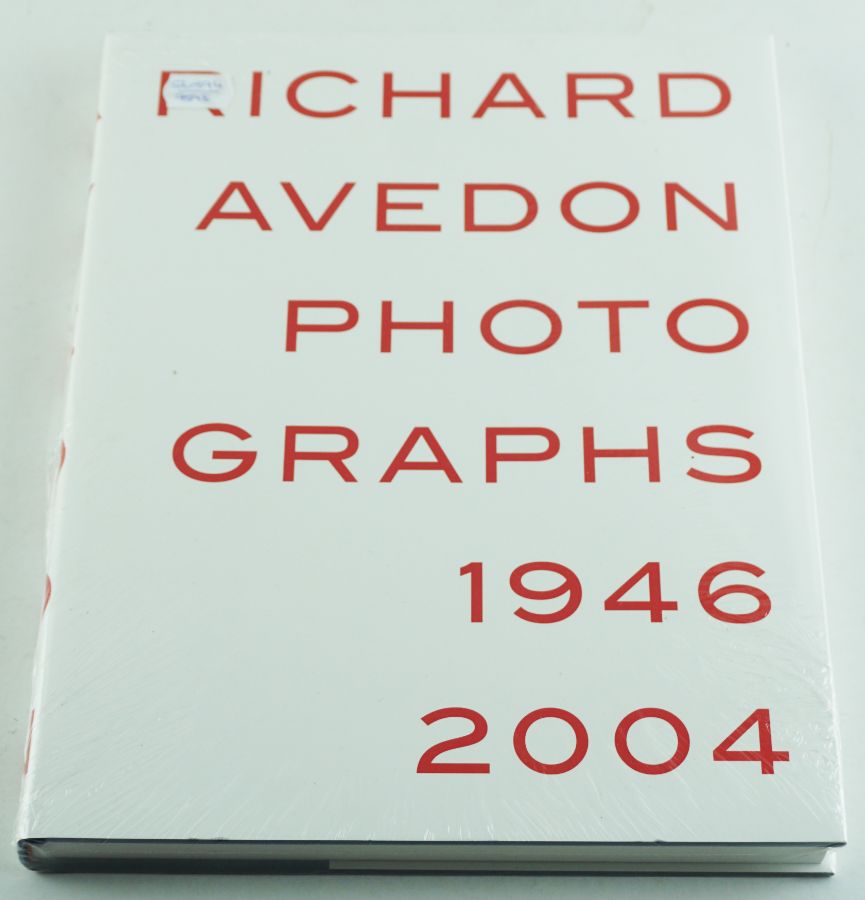 RICHARD
AVEDON
PHOTO
GRAPHS
1946
2004